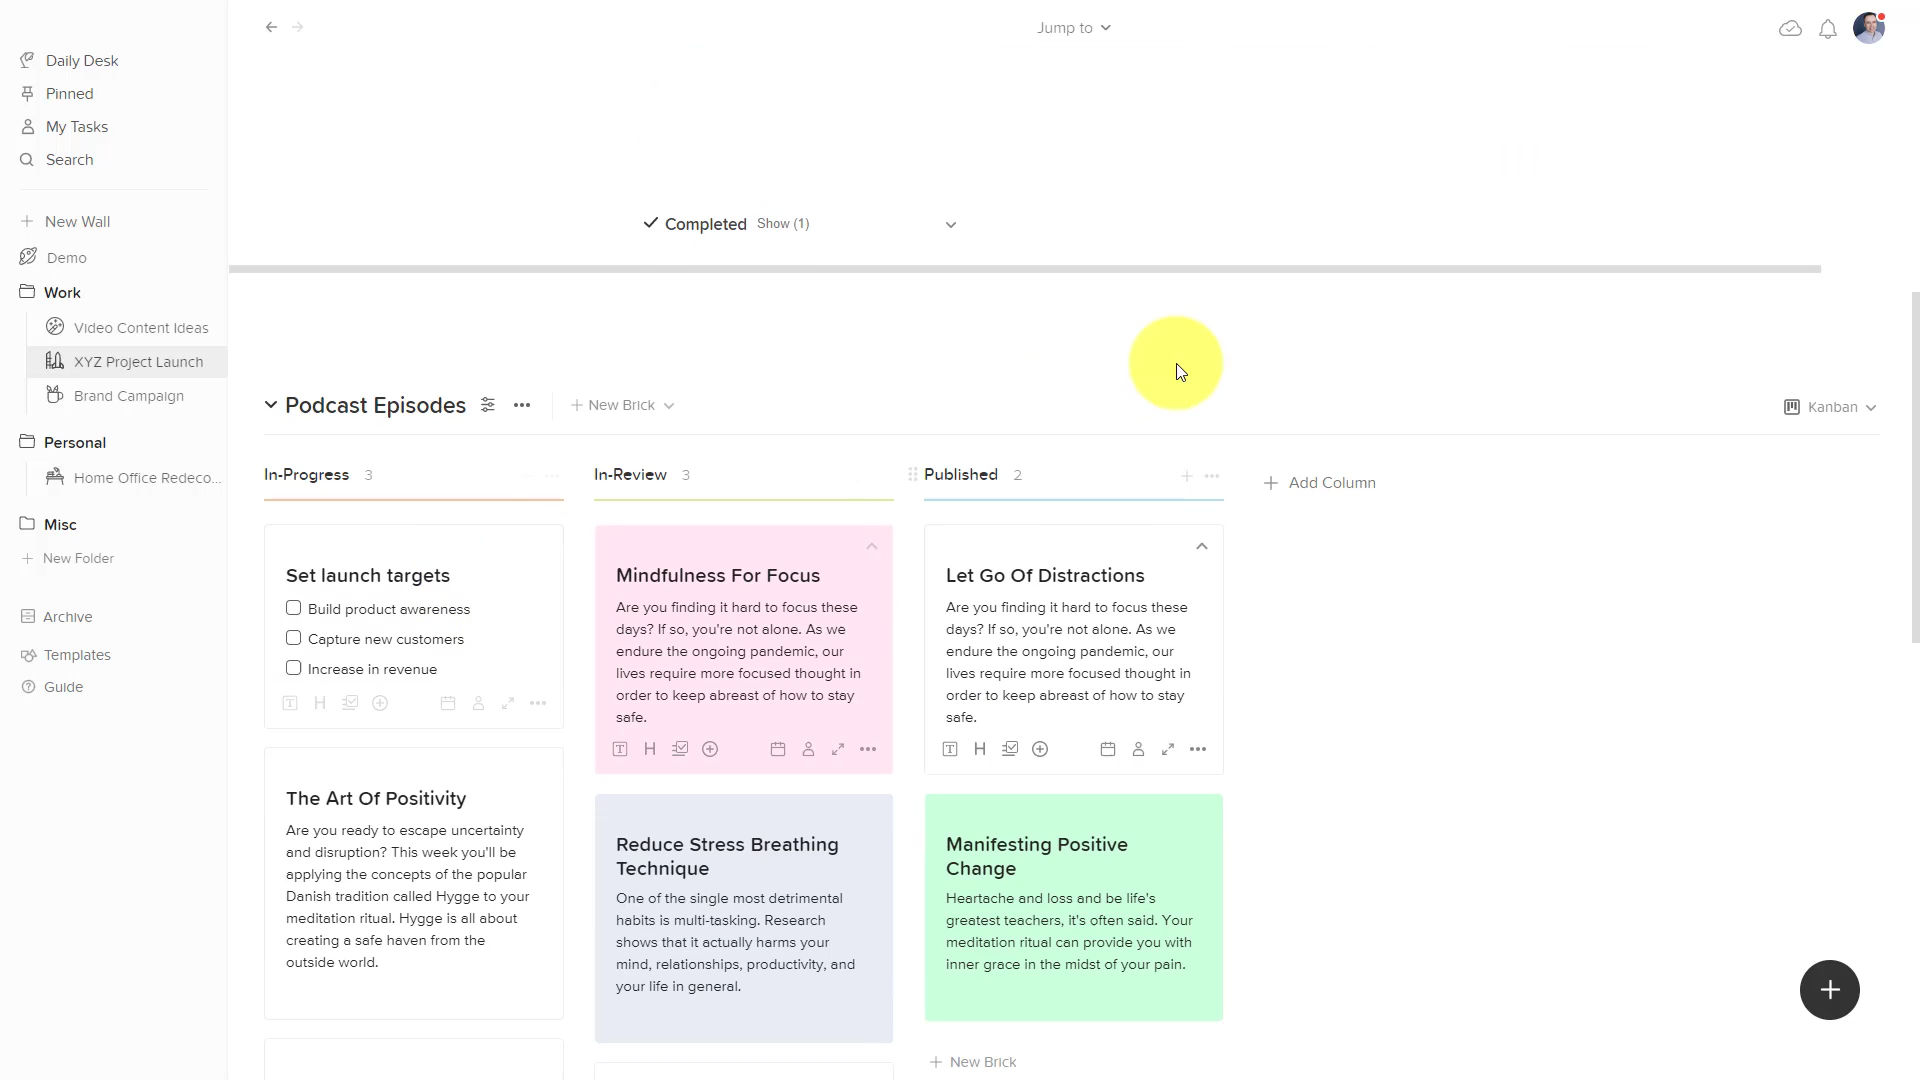 Jump to
Daily Desk
Pinned
My Tasks
Search
New Wall
Demo
Work
Video Content Ideas
XYZ Project Launch
Brand Campaign
Personal
Home Office Redeco...
Misc
New Folder
Archive
Templates
Guide
Completed Show (1)
Podcast Episodes
New Brick
Kanban
In-Progress 3
In-Review 3
Published 2
Add Column
Set launch targets
Build product awareness
Capture new customers
Increase in revenue
The Art Of Positivity
Are you ready to escape uncertainty
and disruption? This week you'll be
applying the concepts of the popular
Danish tradition called Hygge to your
meditation ritual. Hygge is all about
creating a safe haven from the
outside world.
Mindfulness For Focus
Are you finding it hard to focus these
days? If so, you're not alone. As we
endure the ongoing pandemic, our
lives require more focused thought in
order to keep abreast of how to stay
safe.
Reduce Stress Breathing
Technique
One of the single most detrimental
habits is multi-tasking. Research
shows that it actually harms your
mind, relationships, productivity, and
your life in general.
Let Go Of Distractions
Are you finding it hard to focus these
days? If so, you're not alone. As we
endure the ongoing pandemic, our
lives require more focused thought in
order to keep abreast of how to stay
safe.
Manifesting Positive
Change
Heartache and loss and be life's
greatest teachers, it's often said. Your
meditation ritual can provide you with
inner grace in the midst of your pain.
New Brick